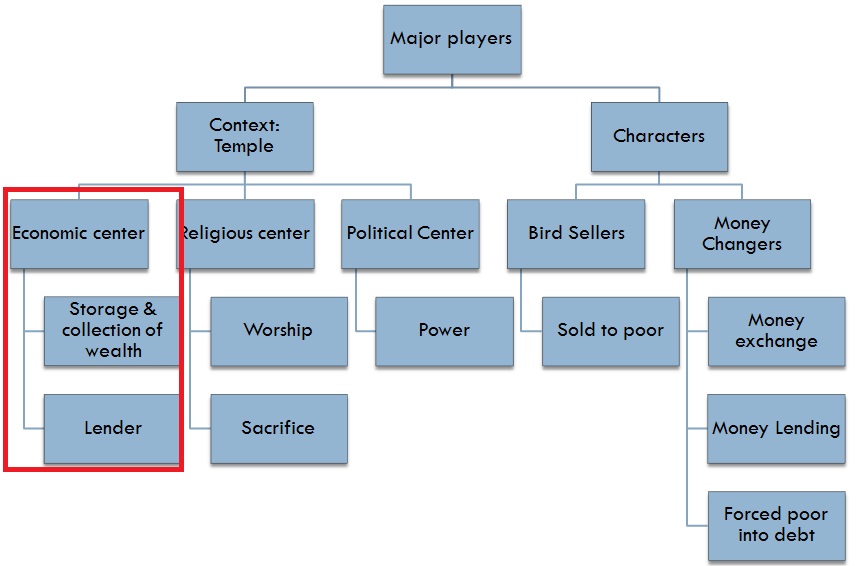 Major players
Context:
Temple
Characters
Economic center
Religious center
Political Center
Bird Sellers
Money
Changers
Storage &
collection of
wealth
Worship
Power
Sold to poor
Money
exchange
Lender
Sacrifice
Money Lending
Forced poor
into debt